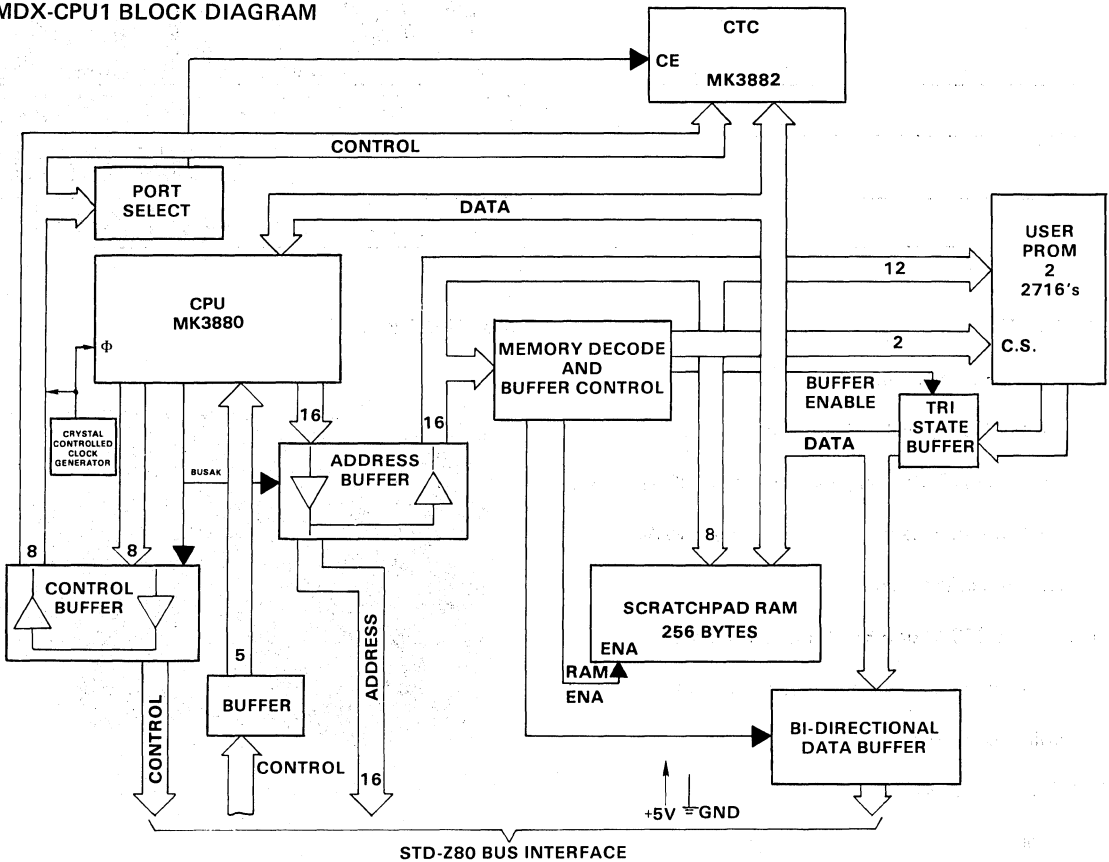 MDX-CPU1 BLOCK DIAGRAM
CTC
CE
MK3882
CONTROL
PORT
SELECT
DATA
USER
PROM
2
2716's
C.S.
12
CPU
MK3880
Φ
MEMORY DECODE
AND
BUFFER CONTROL
2
BUFFER
ENABLE
TRI
STATE
BUFFER
CRYSTAL
CONTROLLED
CLOCK
GENERATOR
16
16
BUSAK
ADDRESS
BUFFER
DATA
8
8
8
CONTROL
BUFFER
SCRATCHPAD RAM
256 BYTES
ENA
RAM
ENA
5
BUFFER
ADDRESS
CONTROL
CONTROL
16
BI-DIRECTIONAL
DATA BUFFER
+5V
GND
STD-Z80 BUS INTERFACE